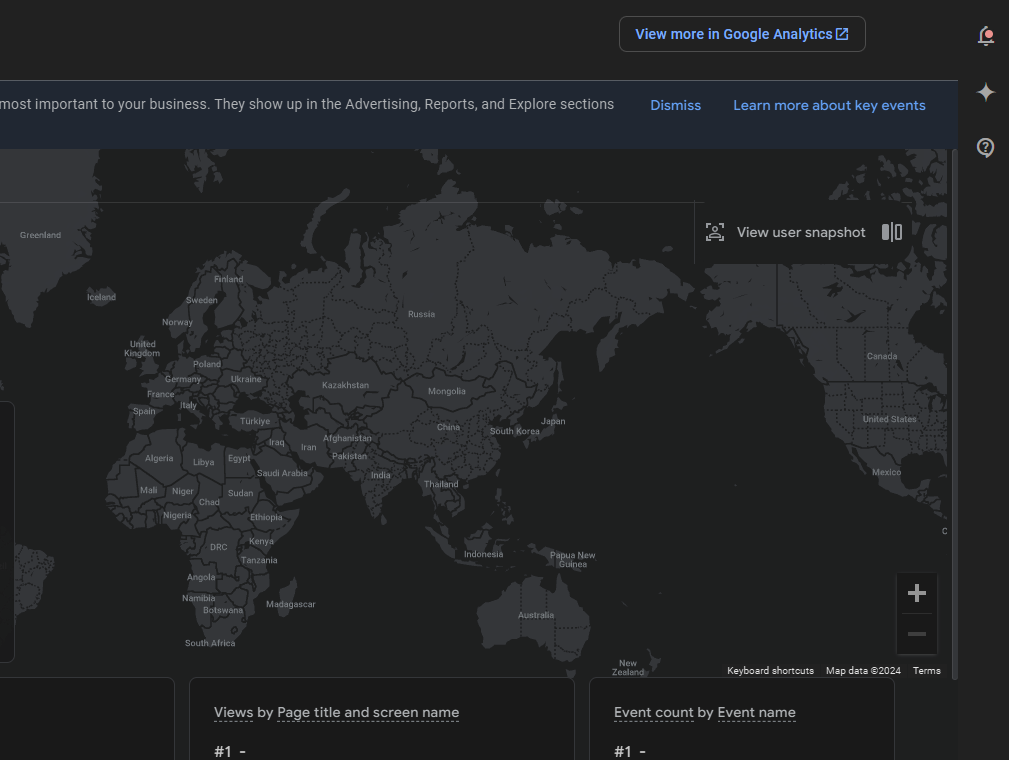 View more in Google Analytics
most important to your business. They show up in the Advertising, Reports, and Explore sections
Dismiss
Learn more about key events
View user snapshot
Greenland
Iceland
Finland
Sweden
Norway
Russia
United
Kingdom
Poland
Germany
Ukraine
France
Kazakhstan
Mongolia
Canada
Italy
Spain
Türkiye
China
Japan
South Korea
United States
Iraq
Iran
Afghanistan
Pakistan
Algeria
Libya
Egypt
Saudi Arabia
India
Thailand
Mexico
Mali
Niger
Chad
Sudan
Nigeria
Ethiopia
Kenya
DRC
Tanzania
Indonesia
Papua New
Guinea
Angola
Namibia
Botswana
Madagascar
South Africa
Australia
New
Zealand
C
Keyboard shortcuts
Map data ©2024
Terms
Views by Page title and screen name
#1 -
Event count by Event name
#1 -